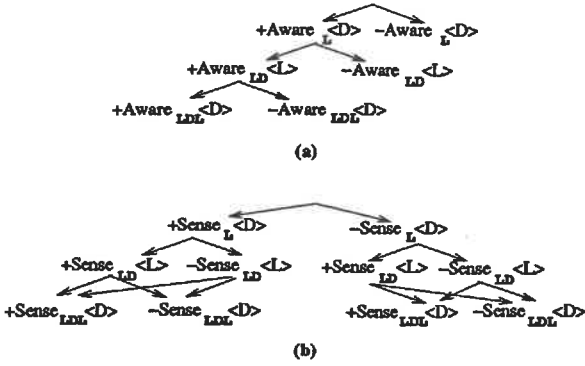 +Aware L <D> −Aware L <D>
+Aware LD <L> −Aware LD <L>
+Aware LDL <D> −Aware LDL <D>
(a)
+Sense L <D> −Sense L <D>
+Sense LD <L> −Sense LD <L> +Sense LD <L> −Sense LD <L>
+Sense LDL <D> −Sense LDL <D> +Sense LDL <D> −Sense LDL <D>
(b)